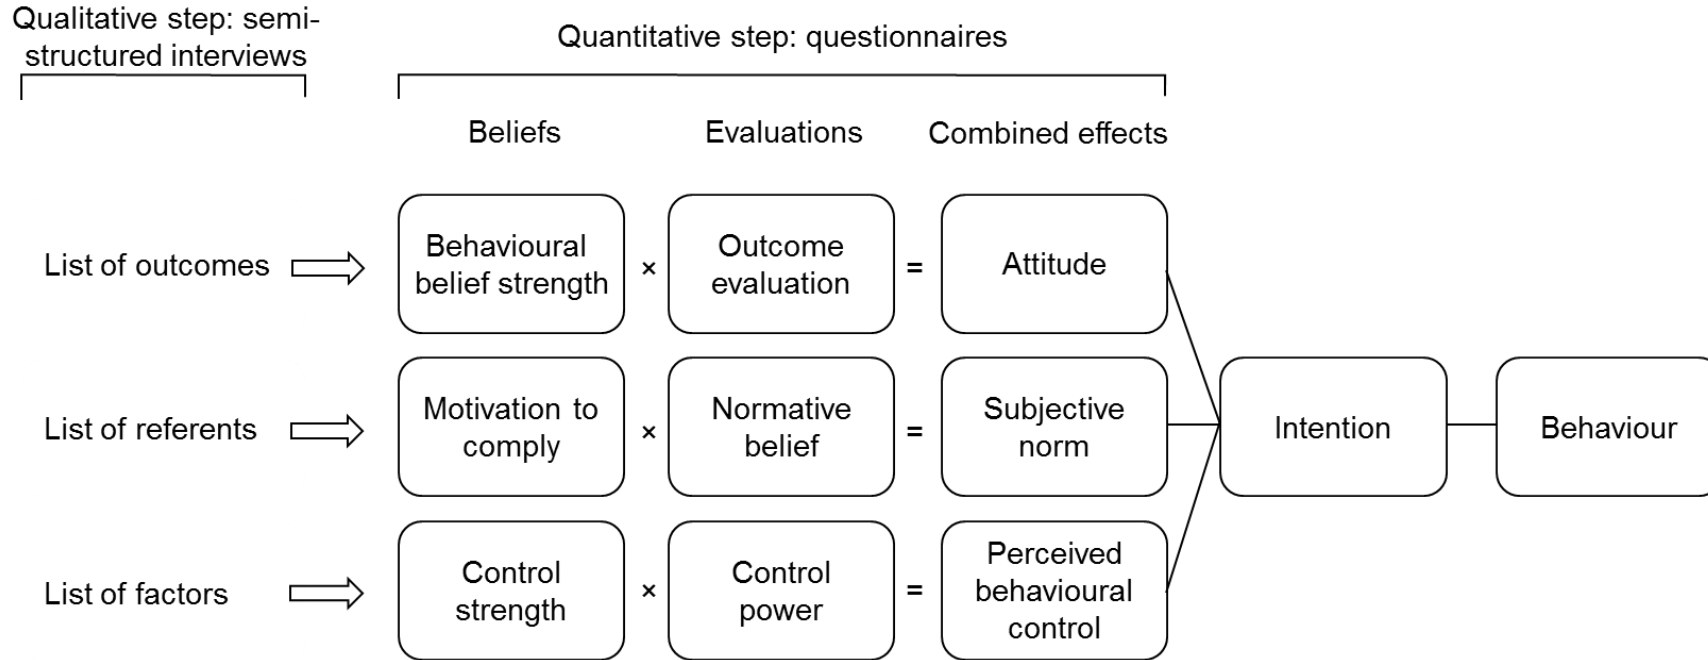 Qualitative step: semi-
structured interviews
Quantitative step: questionnaires
Beliefs
Evaluations
Combined effects
List of outcomes
Behavioural
belief strength
×
Outcome
evaluation
=
Attitude
List of referents
Motivation to
comply
×
Normative
belief
=
Subjective
norm
Intention
Behaviour
List of factors
Control
strength
×
Control
power
=
Perceived
behavioural
control